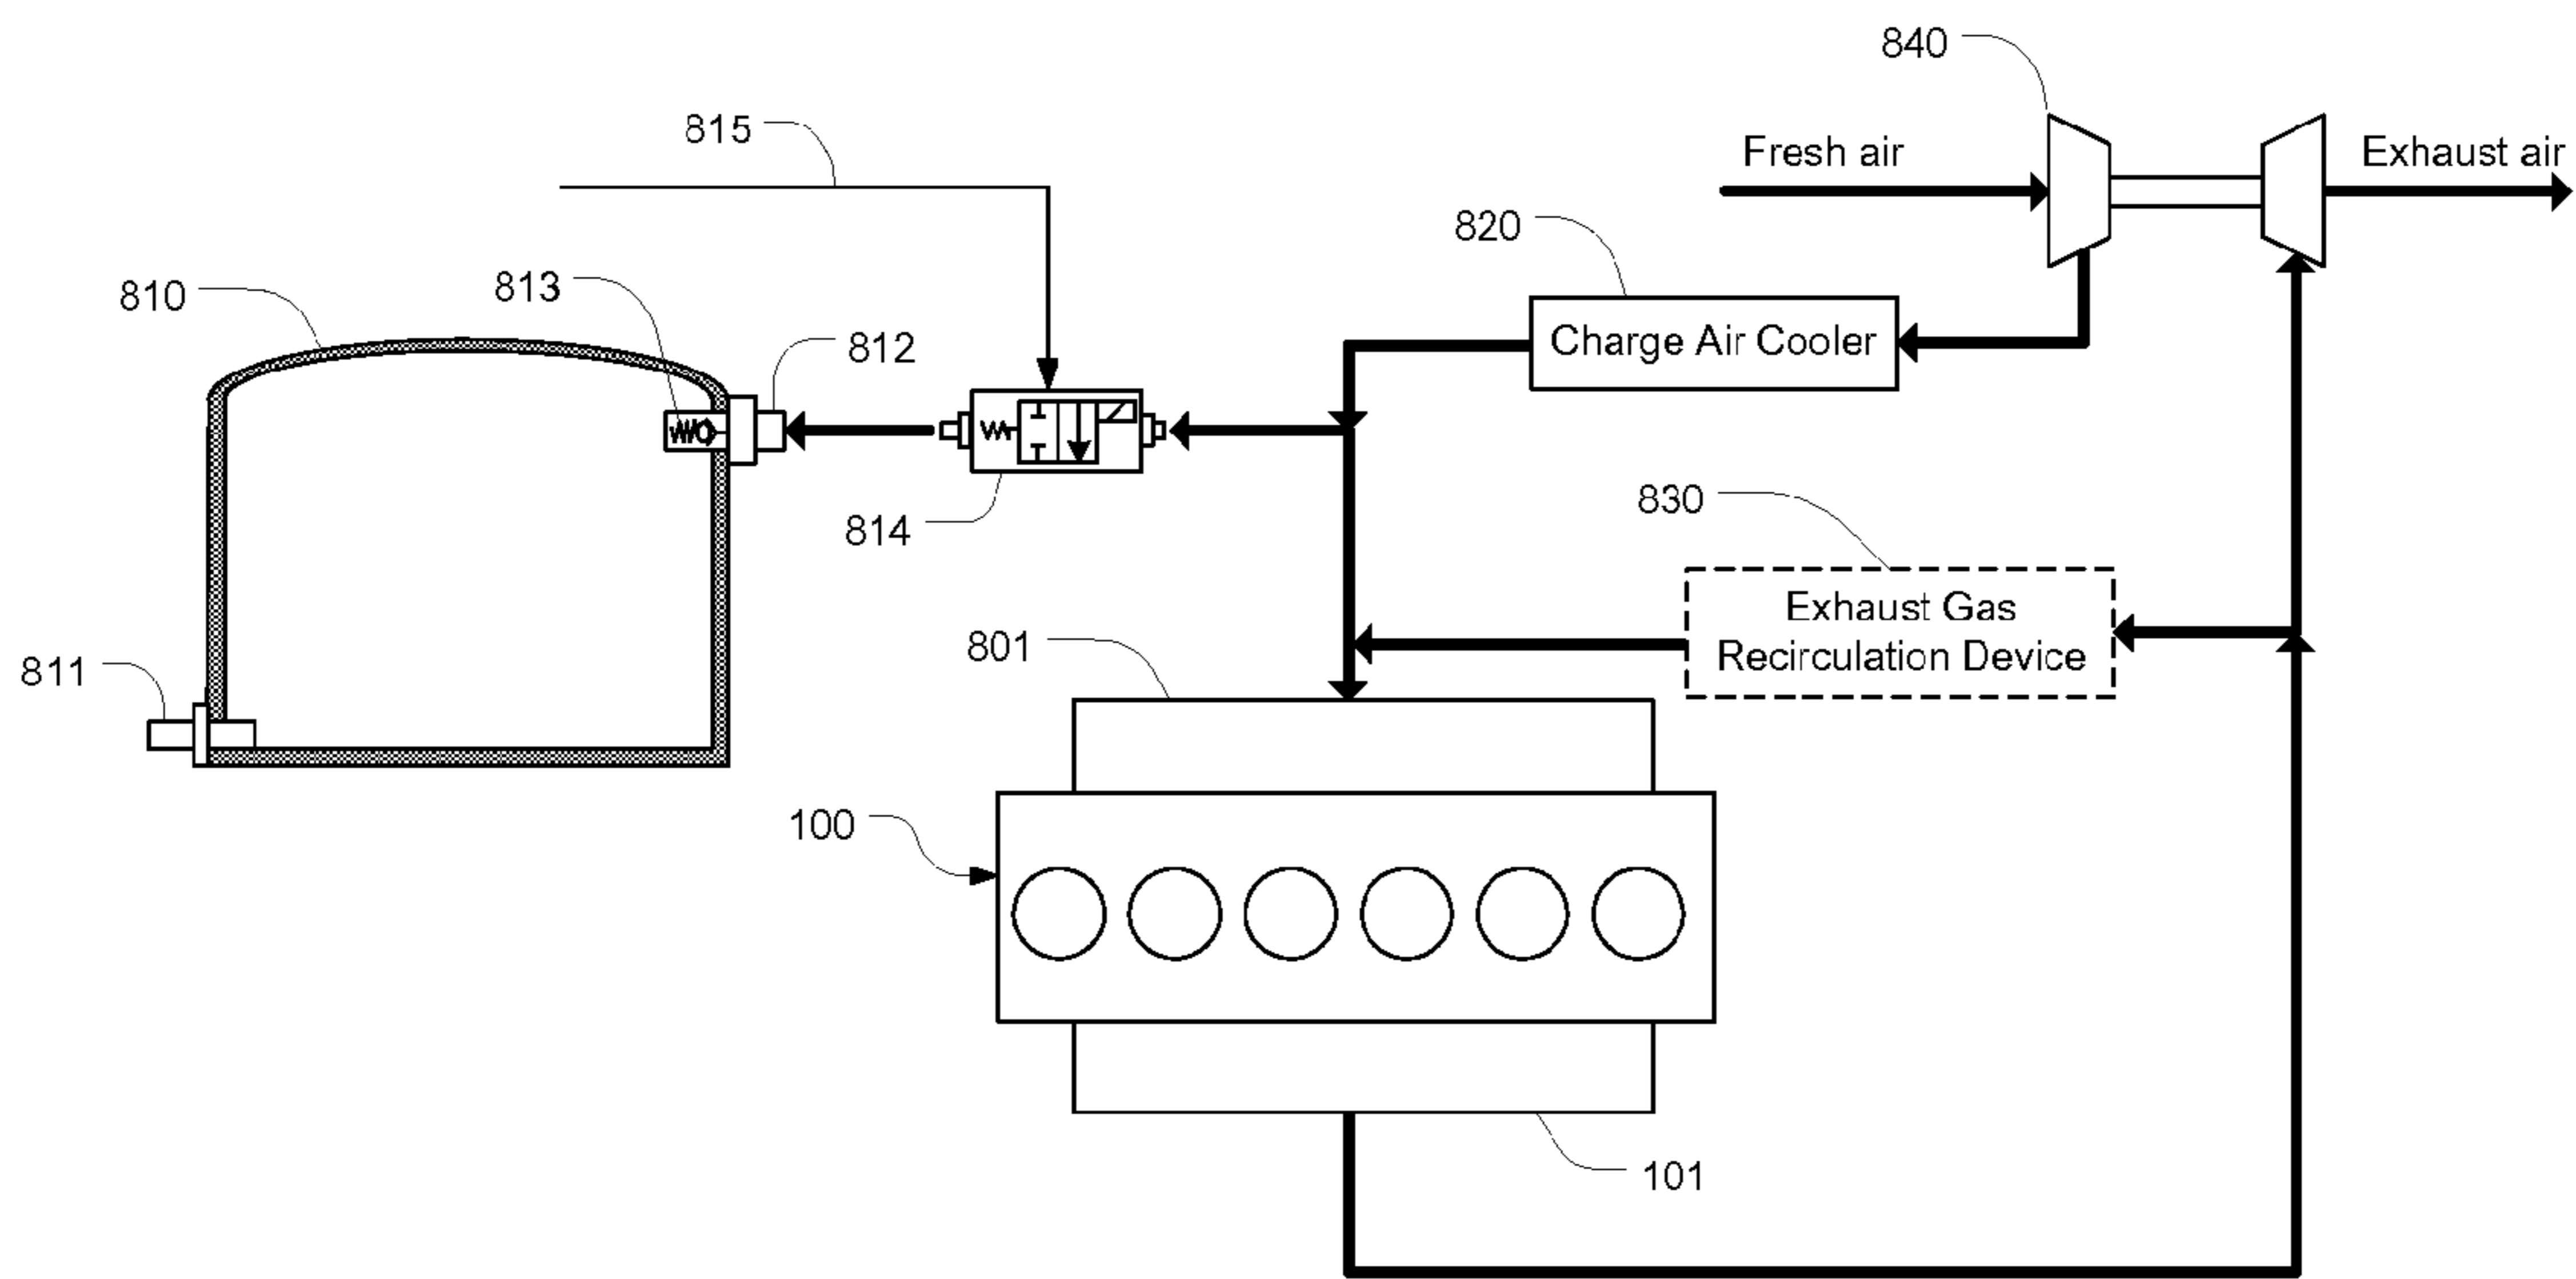 840
815
Fresh air
Exhaust air
820
813
810
812
Charge Air Cooler
830
814
Exhaust Gas
Recirculation Device
801
811
100
101